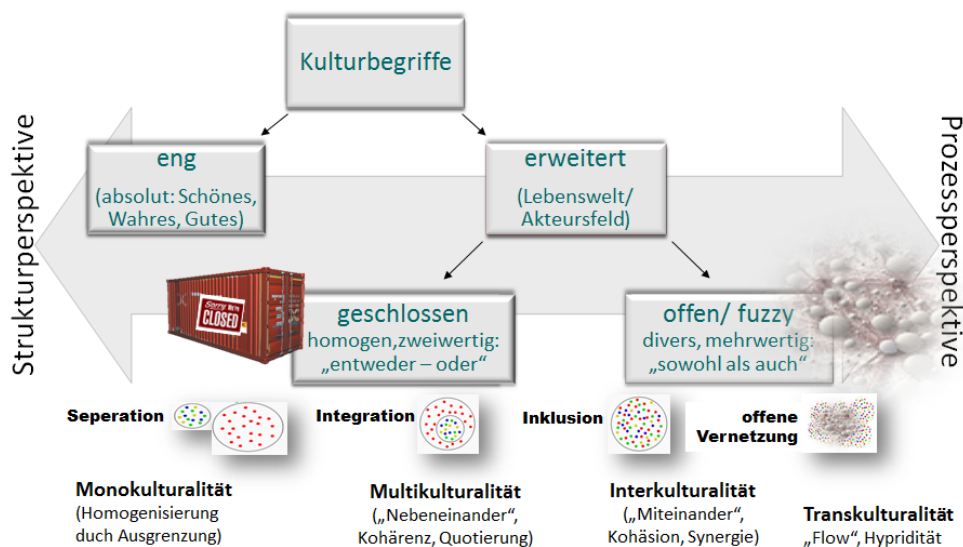 Kulturbegriffe
Strukturperspektive
Prozessperspektive
eng
(absolut: Schönes,
Wahres, Gutes)
erweitert
(Lebenswelt/
Akteursfeld)
Sorry We're
CLOSED
geschlossen
homogen,zweiwertig:
„entweder – oder“
offen/ fuzzy
divers, mehrwertig:
„sowohl als auch“
Seperation
Integration
Inklusion
offene
Vernetzung
Monokulturalität
(Homogenisierung
duch Ausgrenzung)
Multikulturalität
(„Nebeneinander“,
Kohärenz, Quotierung)
Interkulturalität
(„Miteinander“,
Kohäsion, Synergie)
Transkulturalität
„Flow“, Hypridität